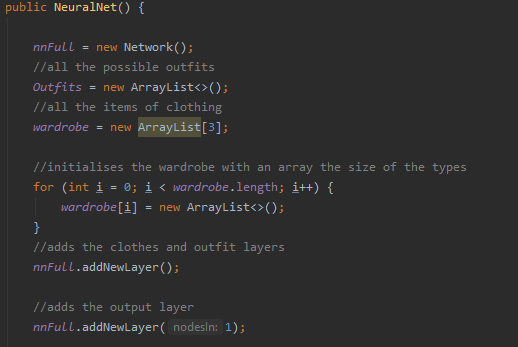 public NeuralNet() {
nnFull = new Network();
//all the possible outfits
Outfits = new ArrayList<>();
//all the items of clothing
wardrobe = new ArrayList[3];
//initialises the wardrobe with an array the size of the types
for (int i = 0; i < wardrobe.length; i++) {
wardrobe[i] = new ArrayList<>();
}
//adds the clothes and outfit layers
nnFull.addNewLayer();
//adds the output layer
nnFull.addNewLayer( nodesIn: 1);